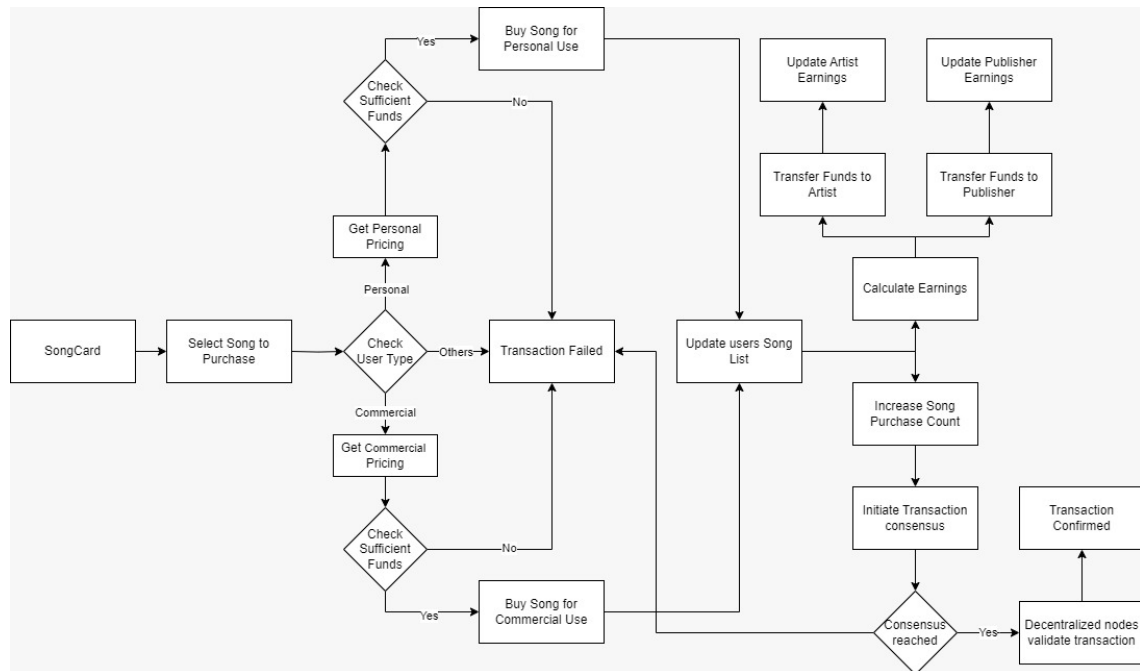 Yes
Buy Song for
Personal Use
Update Artist
Earnings
Update Publisher
Earnings
Check
Sufficient
Funds
No
Transfer Funds to
Artist
Transfer Funds to
Publisher
Get Personal
Pricing
Personal
Calculate Earnings
SongCard
Select Song to
Purchase
Check
User Type
Others
Transaction Failed
Update users Song
List
Commercial
Increase Song
Purchase Count
Get Commercial
Pricing
Initiate Transaction
consensus
Transaction
Confirmed
Check
Sufficient
Funds
No
Yes
Buy Song for
Commercial Use
Consensus
reached
Yes
Decentralized nodes
validate transaction